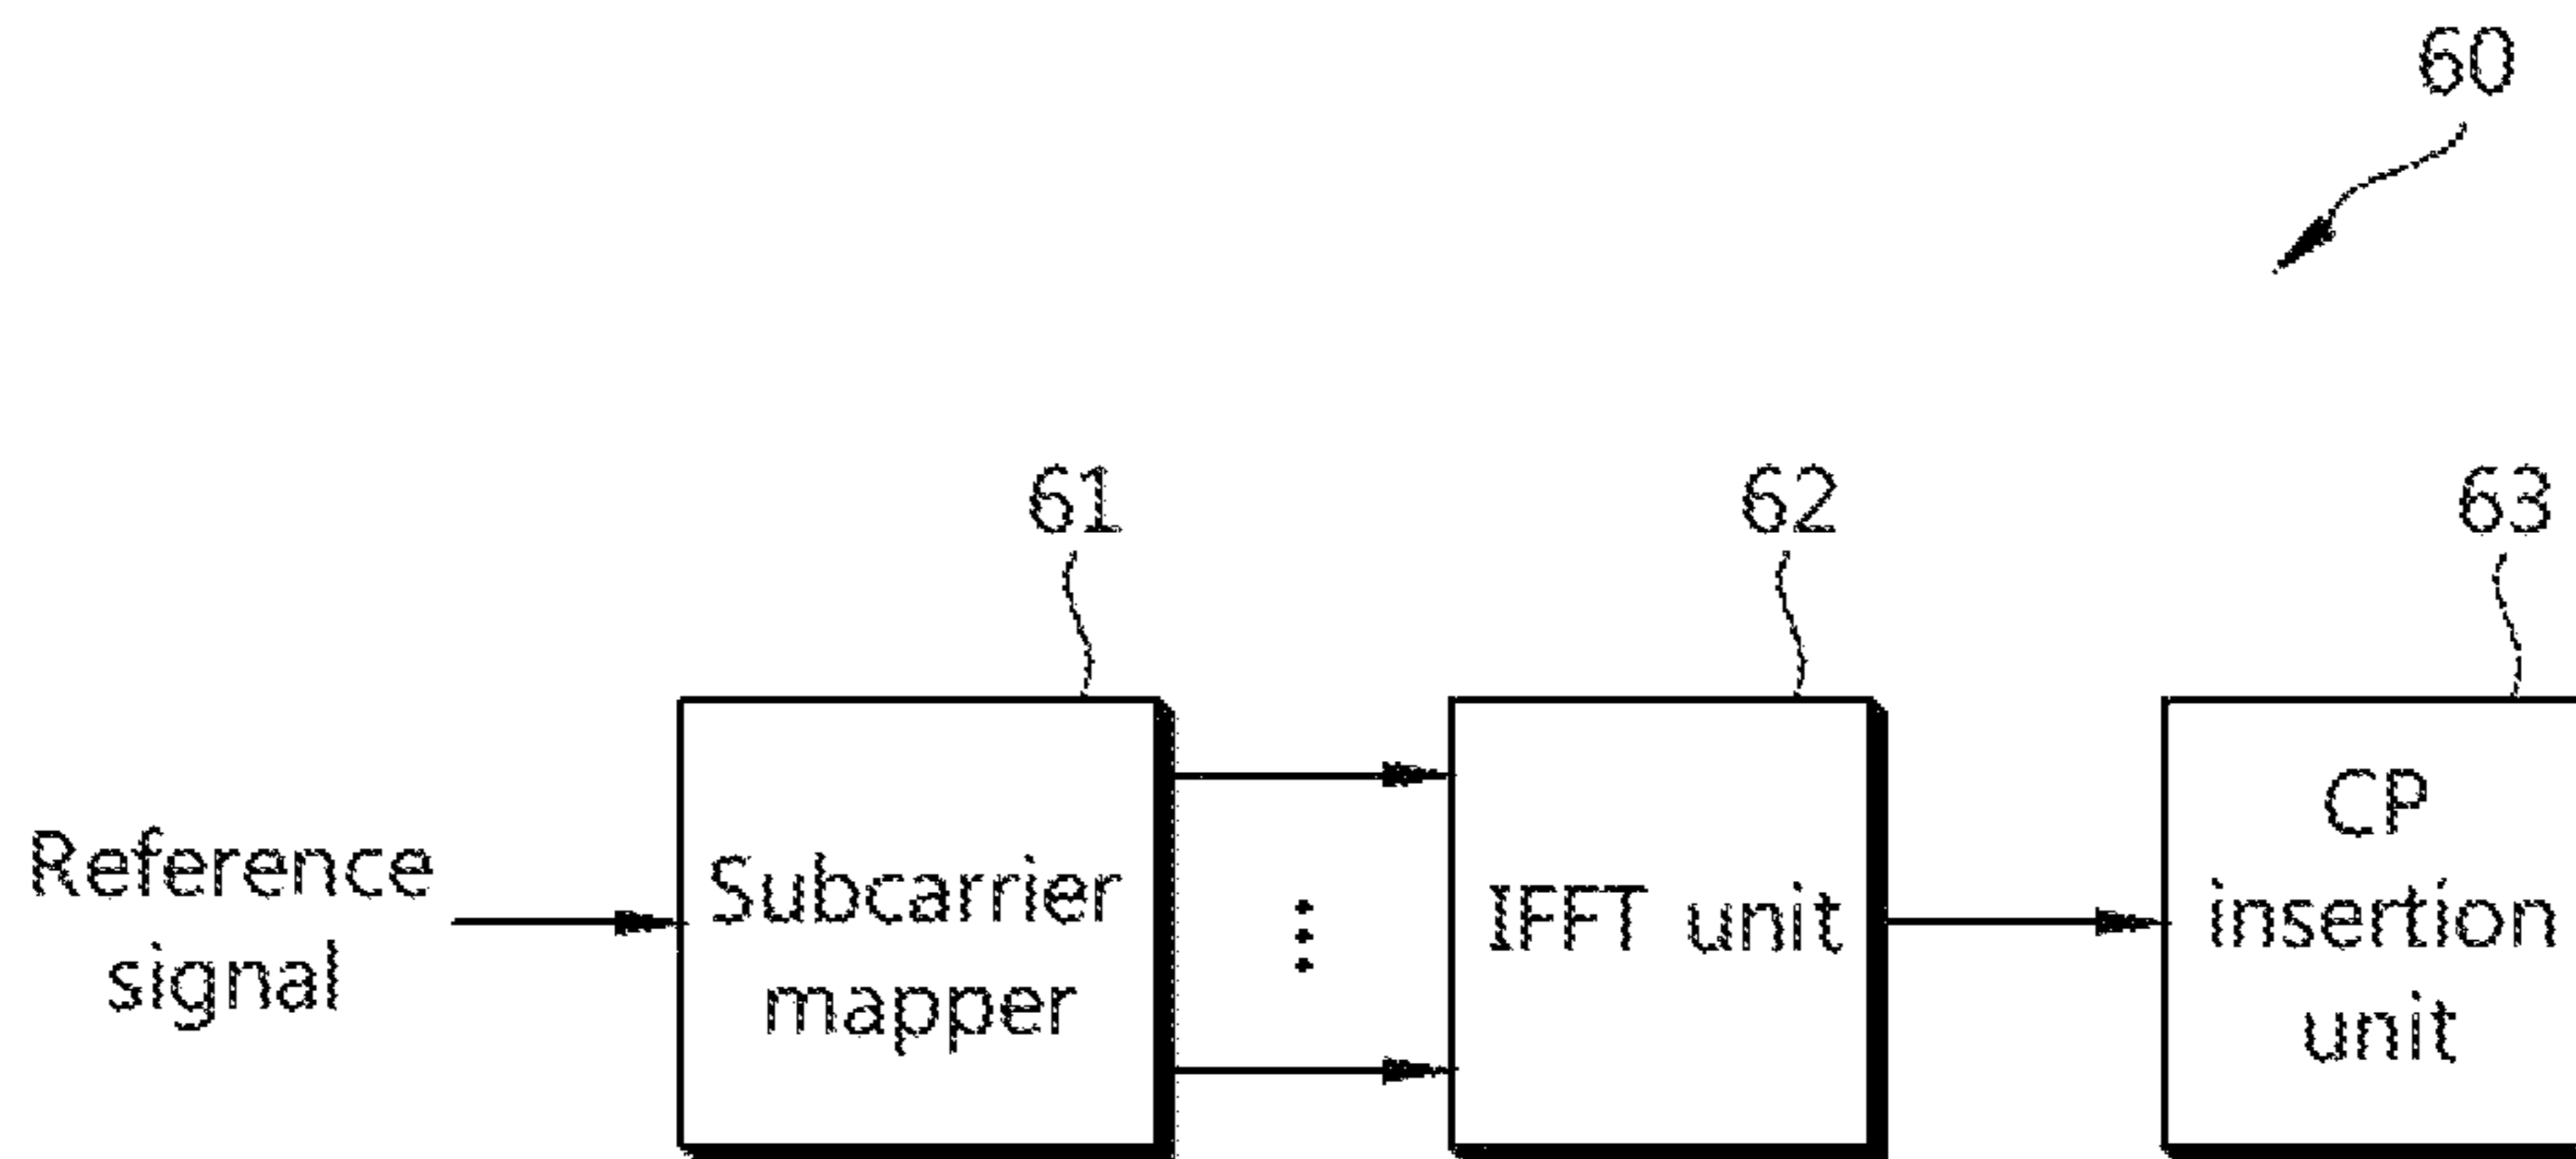 60
61
62
63
Reference
signal
Subcarrier
mapper
IFFT unit
CP
insertion
unit